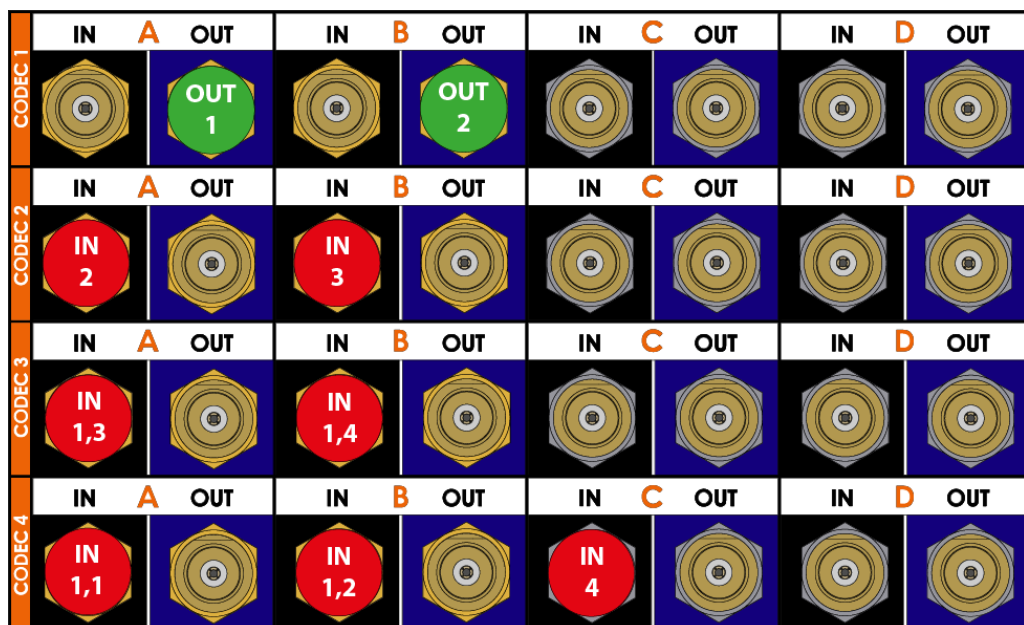 CODEC 1
IN A OUT IN B OUT IN C OUT IN D OUT
OUT
1
OUT
2
CODEC 2
IN A OUT IN B OUT IN C OUT IN D OUT
IN
2
IN
3
CODEC 3
IN A OUT IN B OUT IN C OUT IN D OUT
IN
1,3
IN
1,4
CODEC 4
IN A OUT IN B OUT IN C OUT IN D OUT
IN
1,1
IN
1,2
IN
4